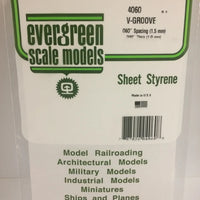 4060
V-GROOVE
.060" Spacing (1.5 mm)
evergreen
scale models
Sheet Styrene
Made in U.S.A.
Model Railroading
Architectural Models
Military Models
Industrial Models
Miniatures
Ships and Planes